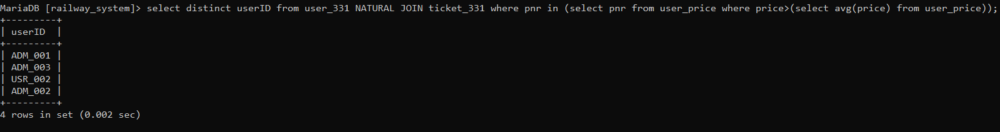 MariaDB [railway_system]> select distinct userID from user_331 NATURAL JOIN ticket_331 where pnr in (select pnr from user_price where price>(select avg(price) from user_price));
+---------+
| userID  |
+---------+
| ADM_001 |
| ADM_003 |
| USR_002 |
| ADM_002 |
+---------+
4 rows in set (0.002 sec)